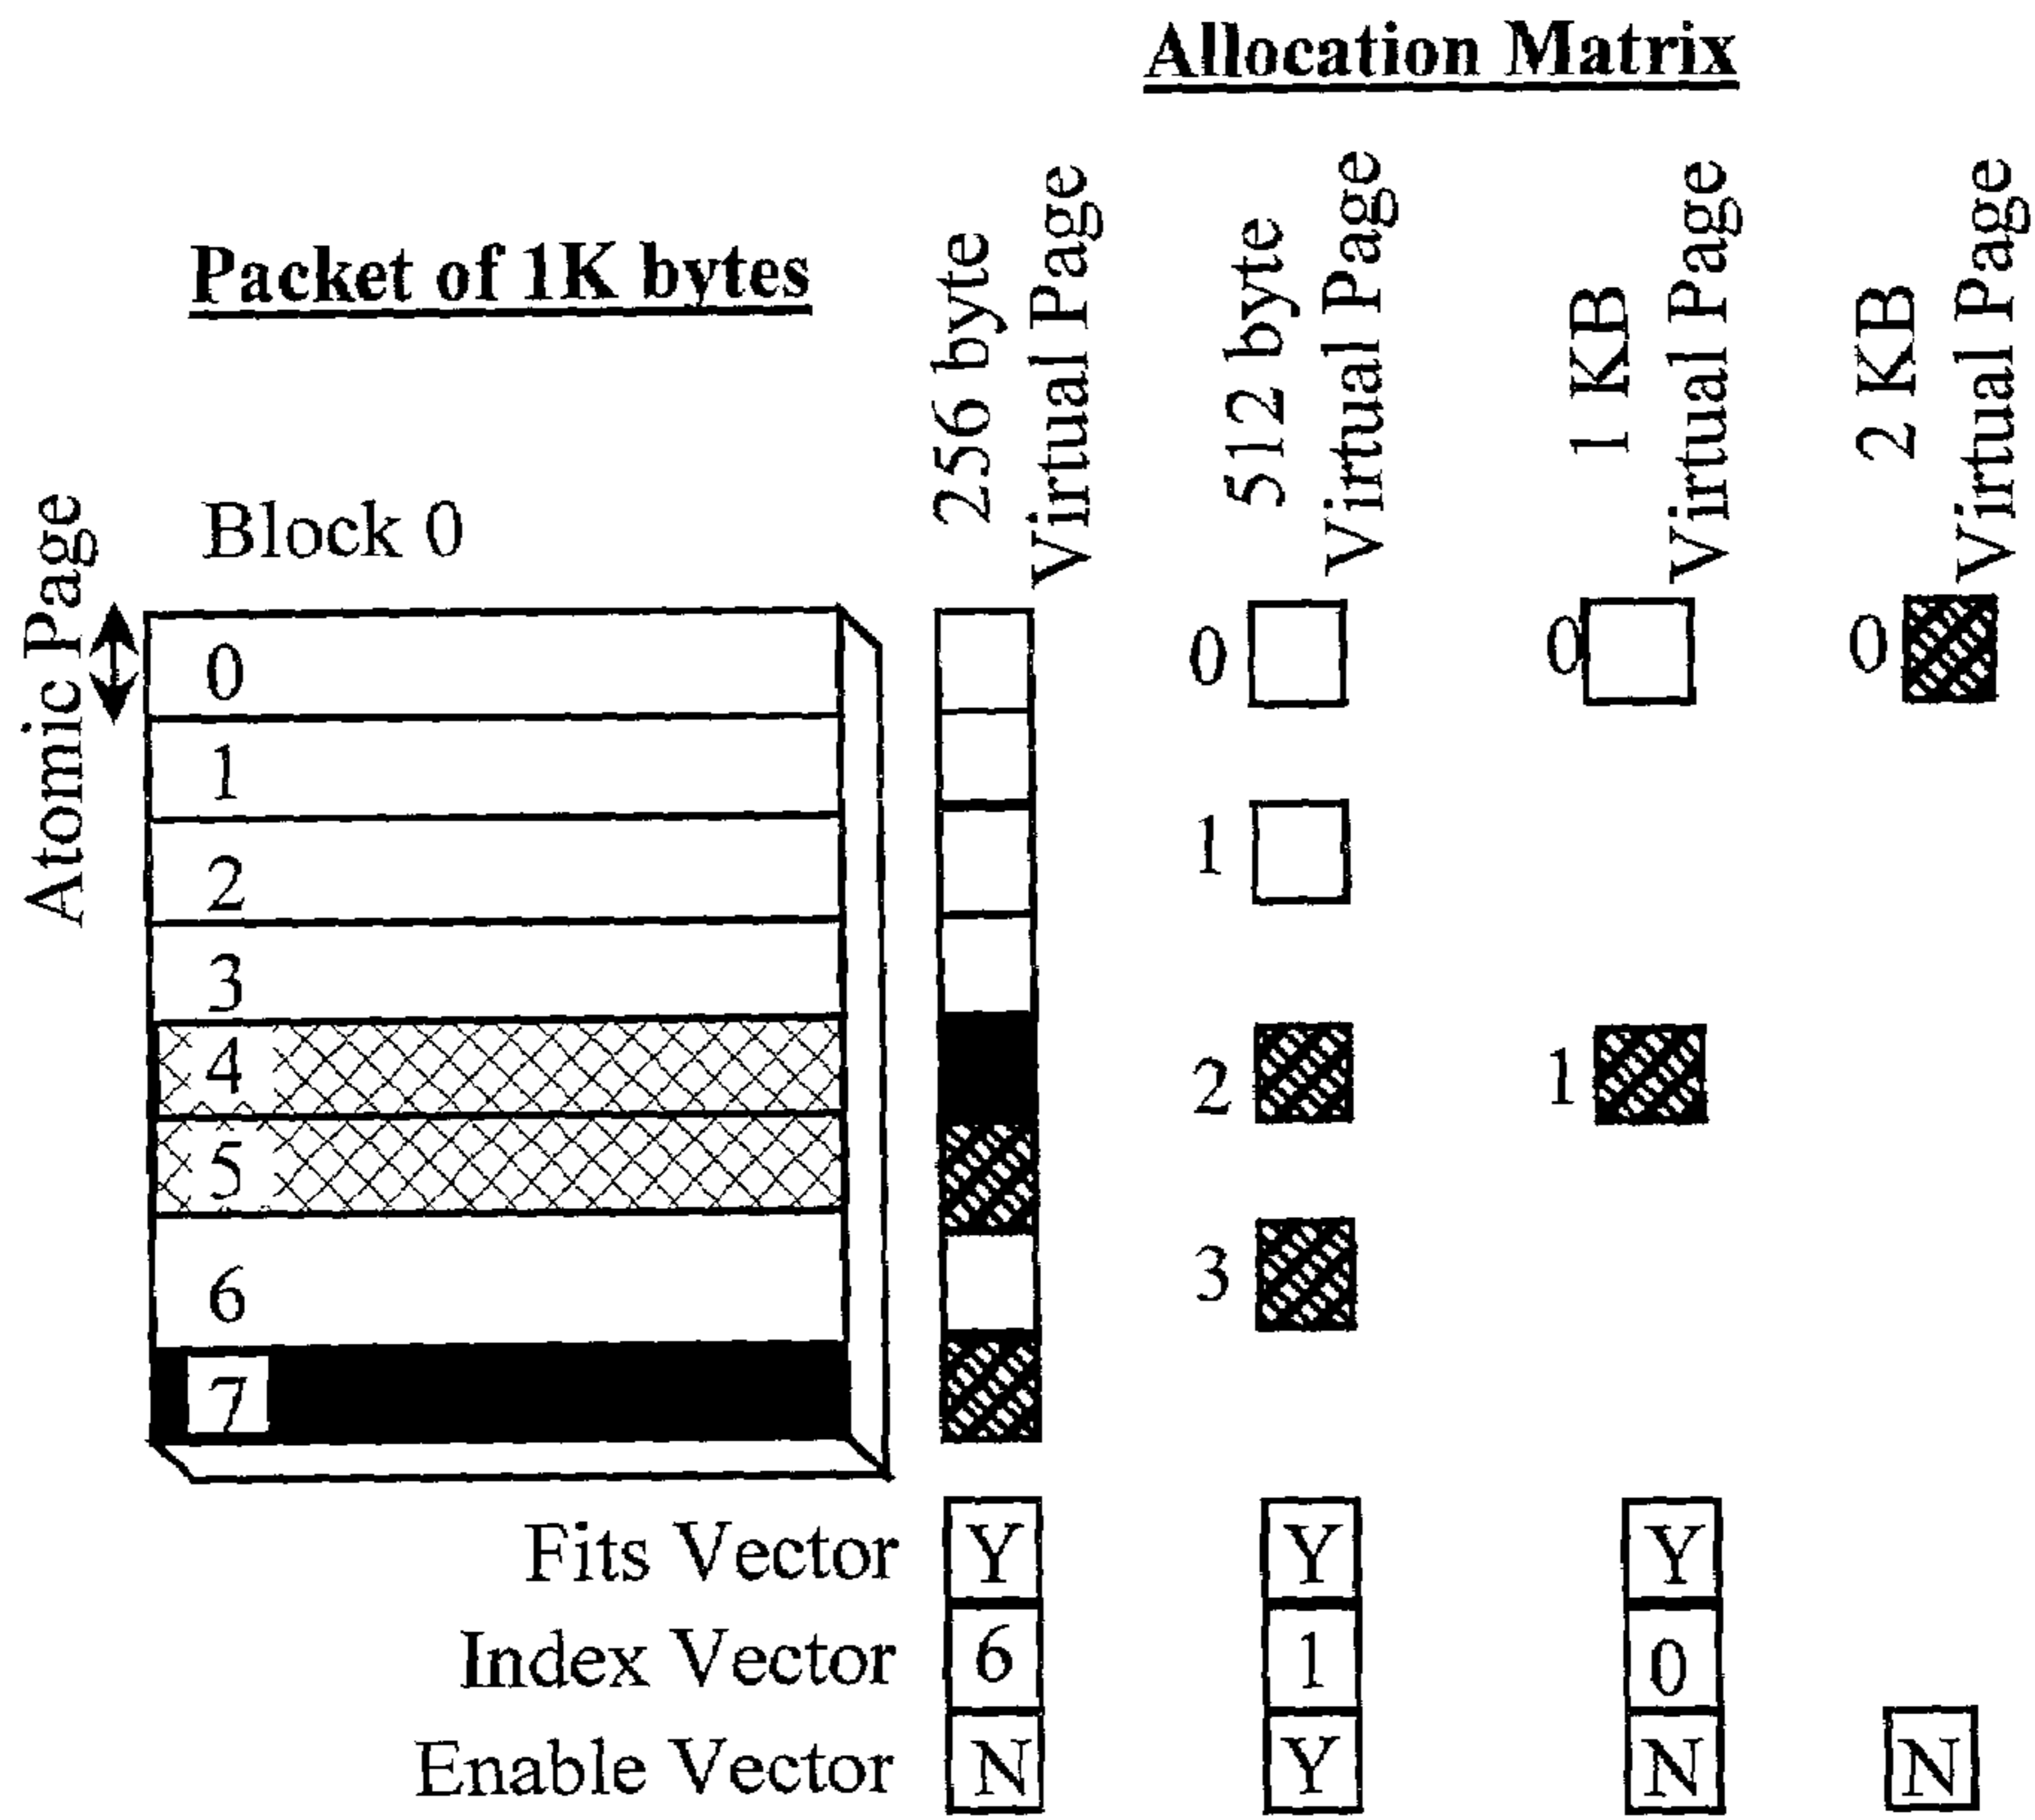 Allocation Matrix
Packet of 1K bytes
256 byte
Virtual Page
512 byte
Virtual Page
1 KB
Virtual Page
2 KB
Virtual Page
Atomic Page
Block 0
0
1
2
3
4
5
6
7
0
1
2
3
0
1
0
Fits Vector Y Y Y
Index Vector 6 1 0
Enable Vector N Y N N